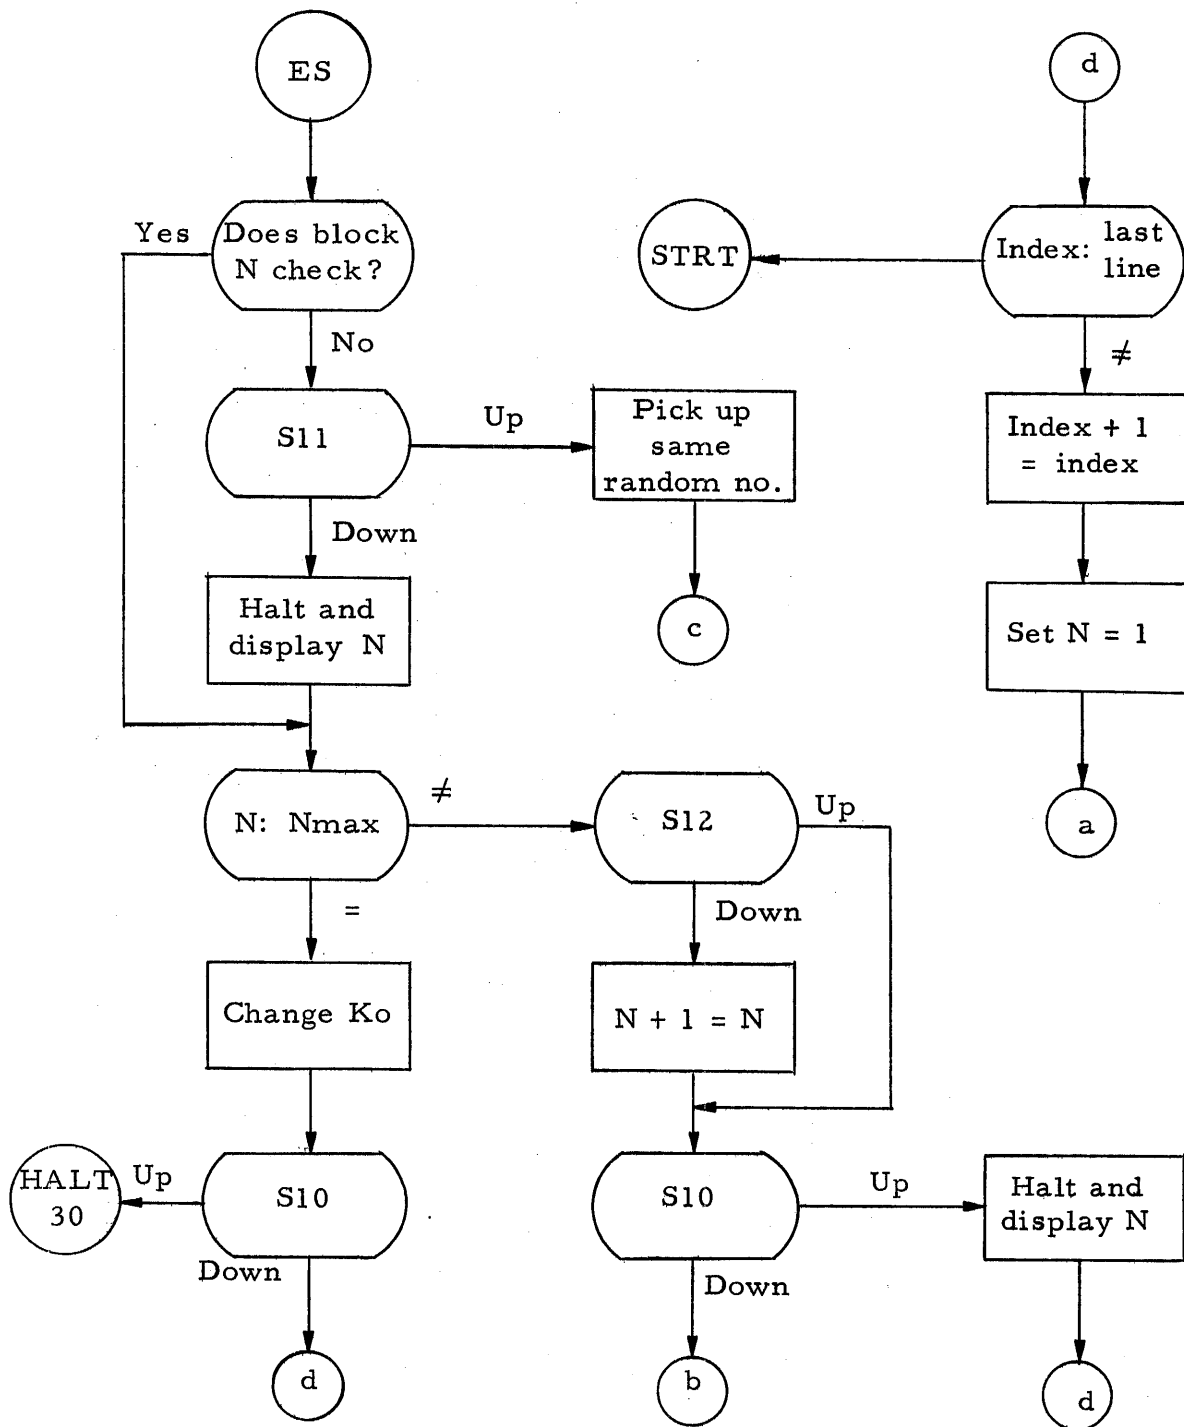 ES
Yes
Does block
N check?
No
S11
Up
Pick up
same
random no.
Down
Halt and
display N
c
N: Nmax
≠
S12
Up
=
Down
Change Ko
N + 1 = N
HALT
30
Up
S10
Down
d
S10
Up
Halt and
display N
Down
b
d
d
STRT
Index: last
line
≠
Index + 1
= index
Set N = 1
a